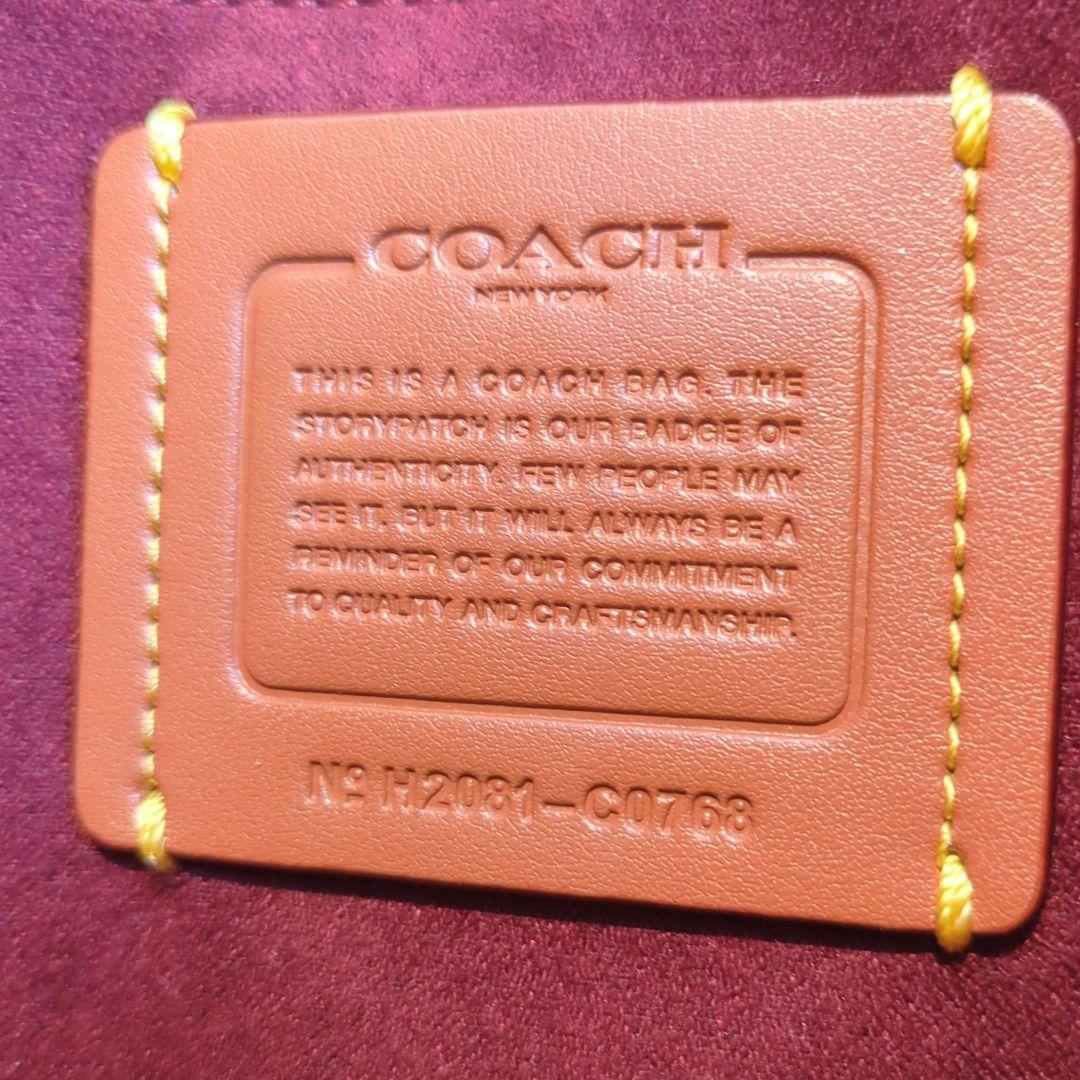 COACH
NEW YORK
THIS IS A COACH BAG. THE
STORYPATCH IS OUR BADGE OF
AUTHENTICITY. FEW PEOPLE MAY
SEE IT. BUT IT WILL ALWAYS BE A
REMINDER OF OUR COMMITMENT
TO QUALITY AND CRAFTSMANSHIP.
Nº H2081-C0768